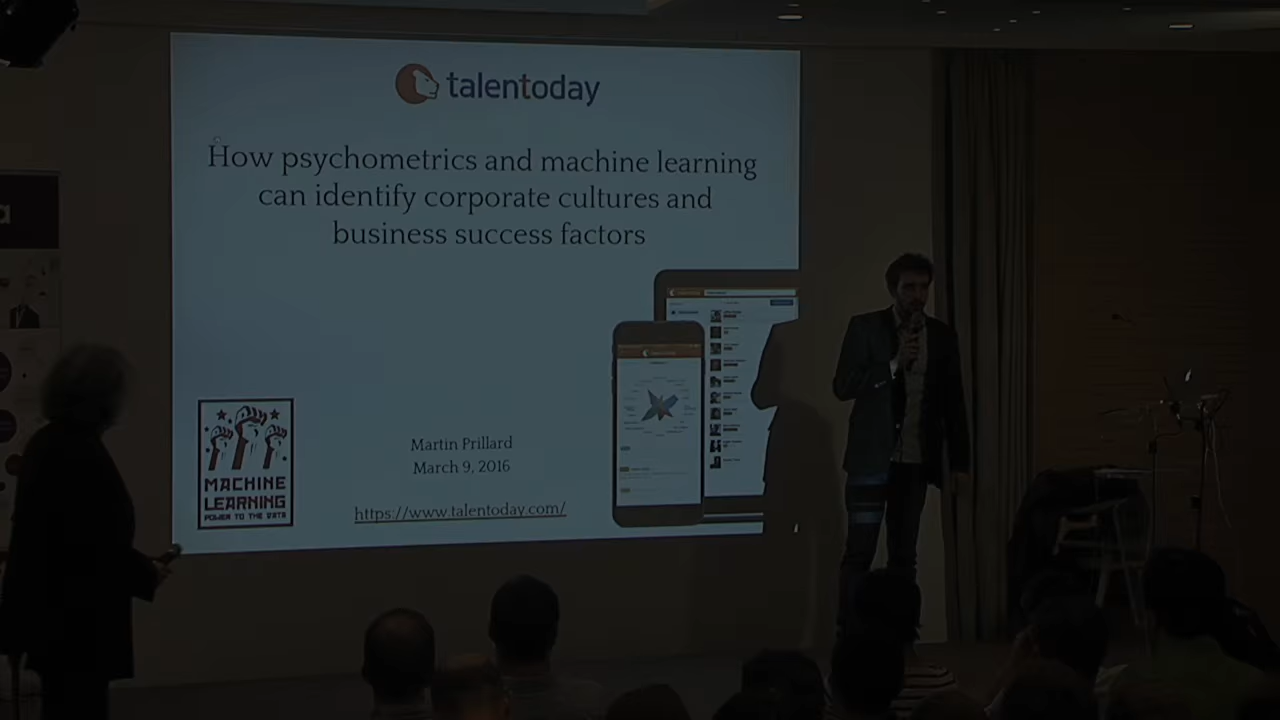 talentoday
How psychometrics and machine learning
can identify corporate cultures and
business success factors
Martin Prillard
March 9, 2016
https://www.talentoday.com/
MACHINE
LEARNING
POWER TO THE DATA